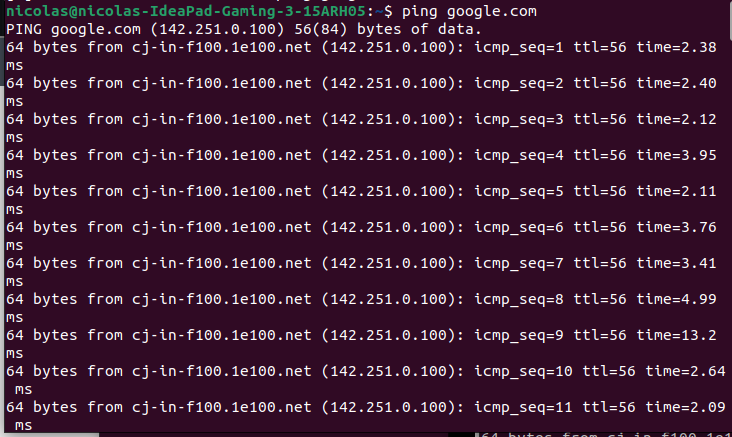 nicolas@nicolas-IdeaPad-Gaming-3-15ARH05:~$ ping google.com
PING google.com (142.251.0.100) 56(84) bytes of data.
64 bytes from cj-in-f100.1e100.net (142.251.0.100): icmp_seq=1 ttl=56 time=2.38
ms
64 bytes from cj-in-f100.1e100.net (142.251.0.100): icmp_seq=2 ttl=56 time=2.40
ms
64 bytes from cj-in-f100.1e100.net (142.251.0.100): icmp_seq=3 ttl=56 time=2.12
ms
64 bytes from cj-in-f100.1e100.net (142.251.0.100): icmp_seq=4 ttl=56 time=3.95
ms
64 bytes from cj-in-f100.1e100.net (142.251.0.100): icmp_seq=5 ttl=56 time=2.11
ms
64 bytes from cj-in-f100.1e100.net (142.251.0.100): icmp_seq=6 ttl=56 time=3.76
ms
64 bytes from cj-in-f100.1e100.net (142.251.0.100): icmp_seq=7 ttl=56 time=3.41
ms
64 bytes from cj-in-f100.1e100.net (142.251.0.100): icmp_seq=8 ttl=56 time=4.99
ms
64 bytes from cj-in-f100.1e100.net (142.251.0.100): icmp_seq=9 ttl=56 time=13.2
ms
64 bytes from cj-in-f100.1e100.net (142.251.0.100): icmp_seq=10 ttl=56 time=2.64
 ms
64 bytes from cj-in-f100.1e100.net (142.251.0.100): icmp_seq=11 ttl=56 time=2.09
 ms